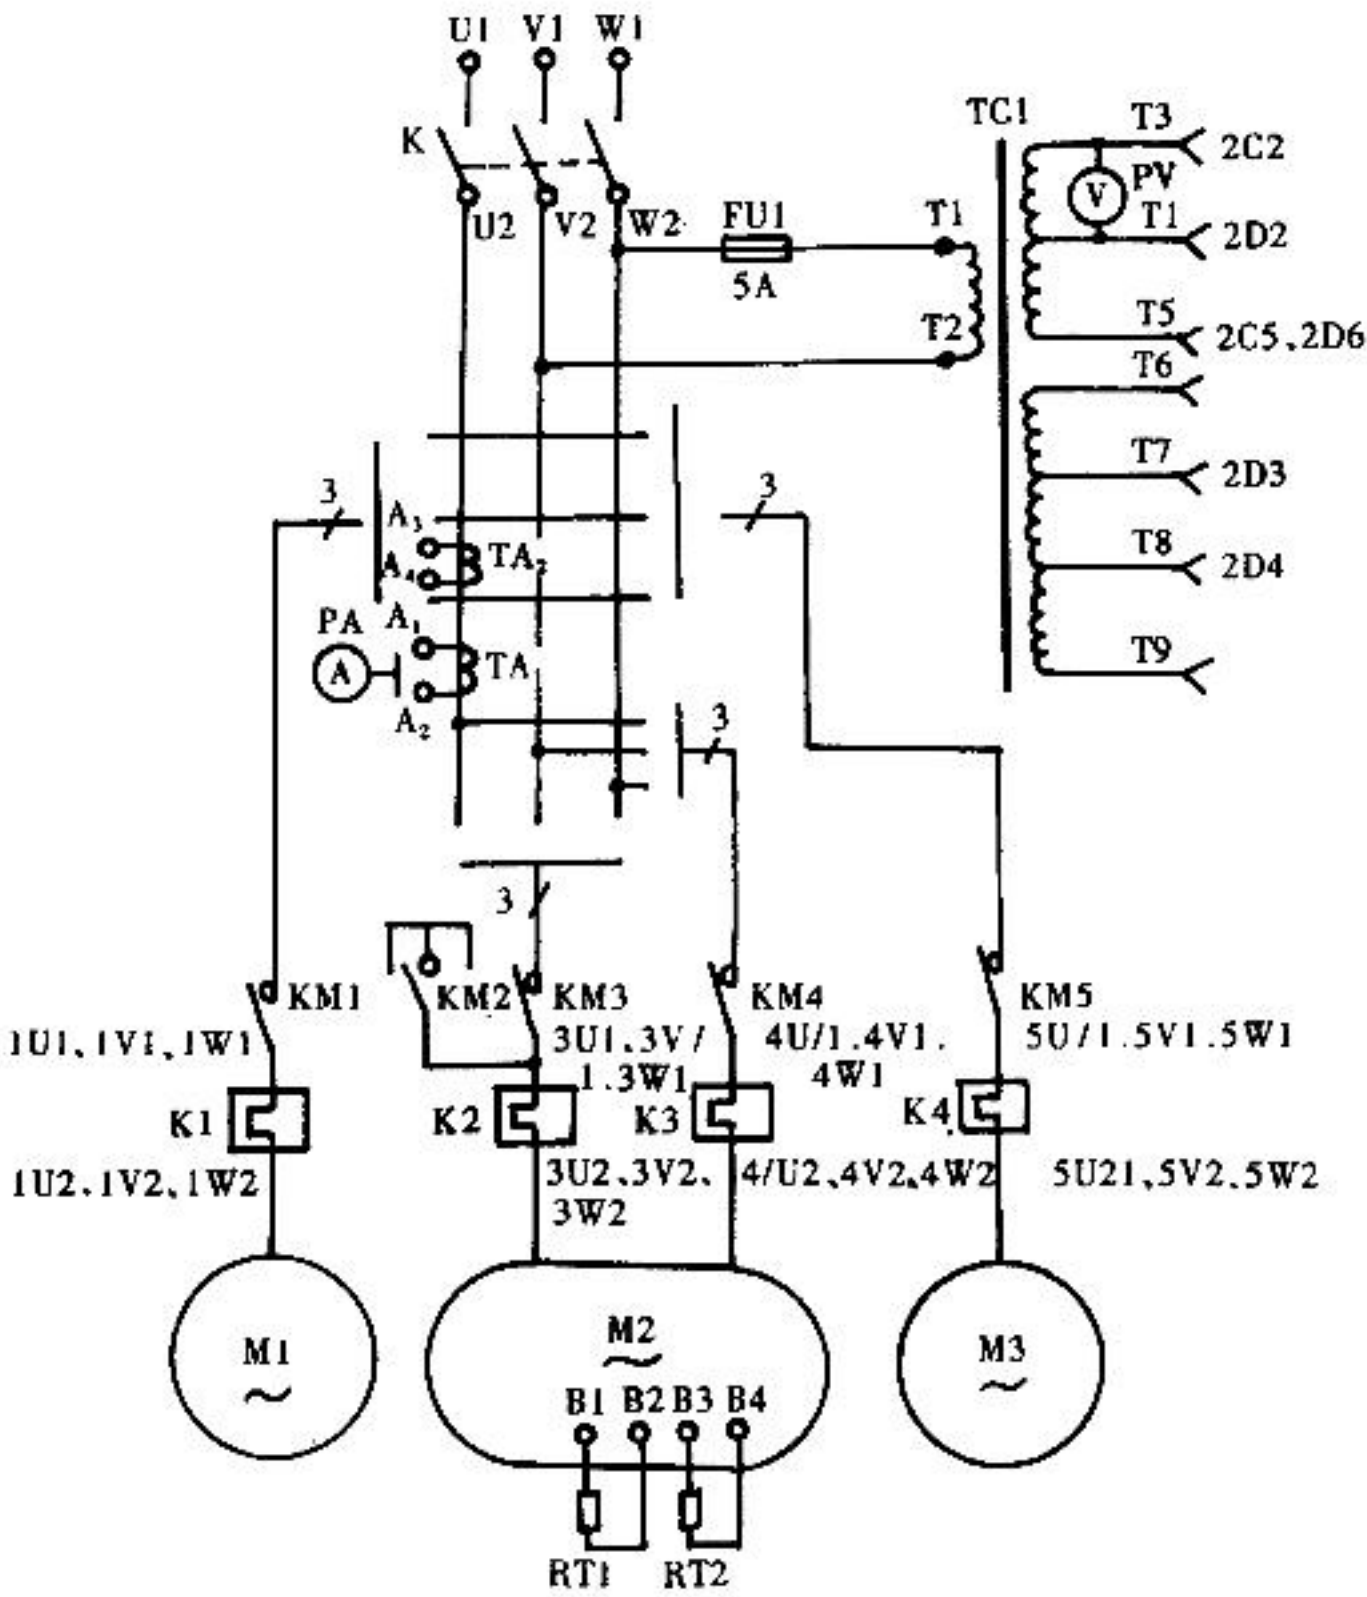 U1 V1 W1
K
U2 V2 W2
FU1
5A
T1
T2
TC1
T3
2C2
PV
V
T1
2D2
T5
2C5、2D6
T6
T7
2D3
T8
2D4
T9
3
A₃
A₄
TA₂
3
PA
A
A₁
TA
A₂
3
3
KM1
KM2
KM3
KM4
KM5
1U1、1V1、1W1
3U1、3V/
1.3W1
4U/1.4V1.
4W1
5U/1.5V1.5W1
K1
K2
K3
K4
1U2、1V2、1W2
3U2、3V2、
3W2
4/U2、4V2、4W2
5U21、5V2、5W2
M1
~
M2
~
M3
~
B1 B2 B3 B4
RT1 RT2